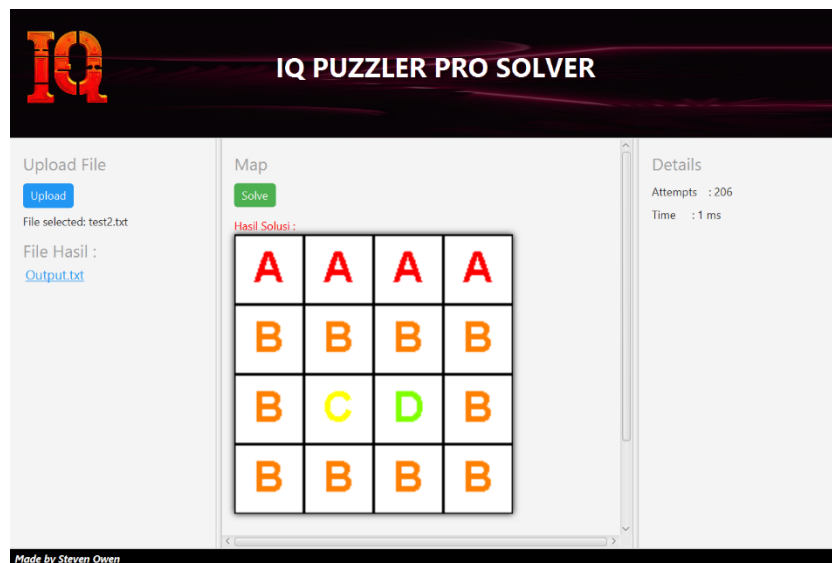 IQ
IQ PUZZLER PRO SOLVER
Upload File
Upload
File selected: test2.txt
File Hasil :
Output.txt
Map
Solve
Hasil Solusi :
A A A A
B B B B
B C D B
B B B B
Details
Attempts : 206
Time : 1 ms
Made by Steven Owen